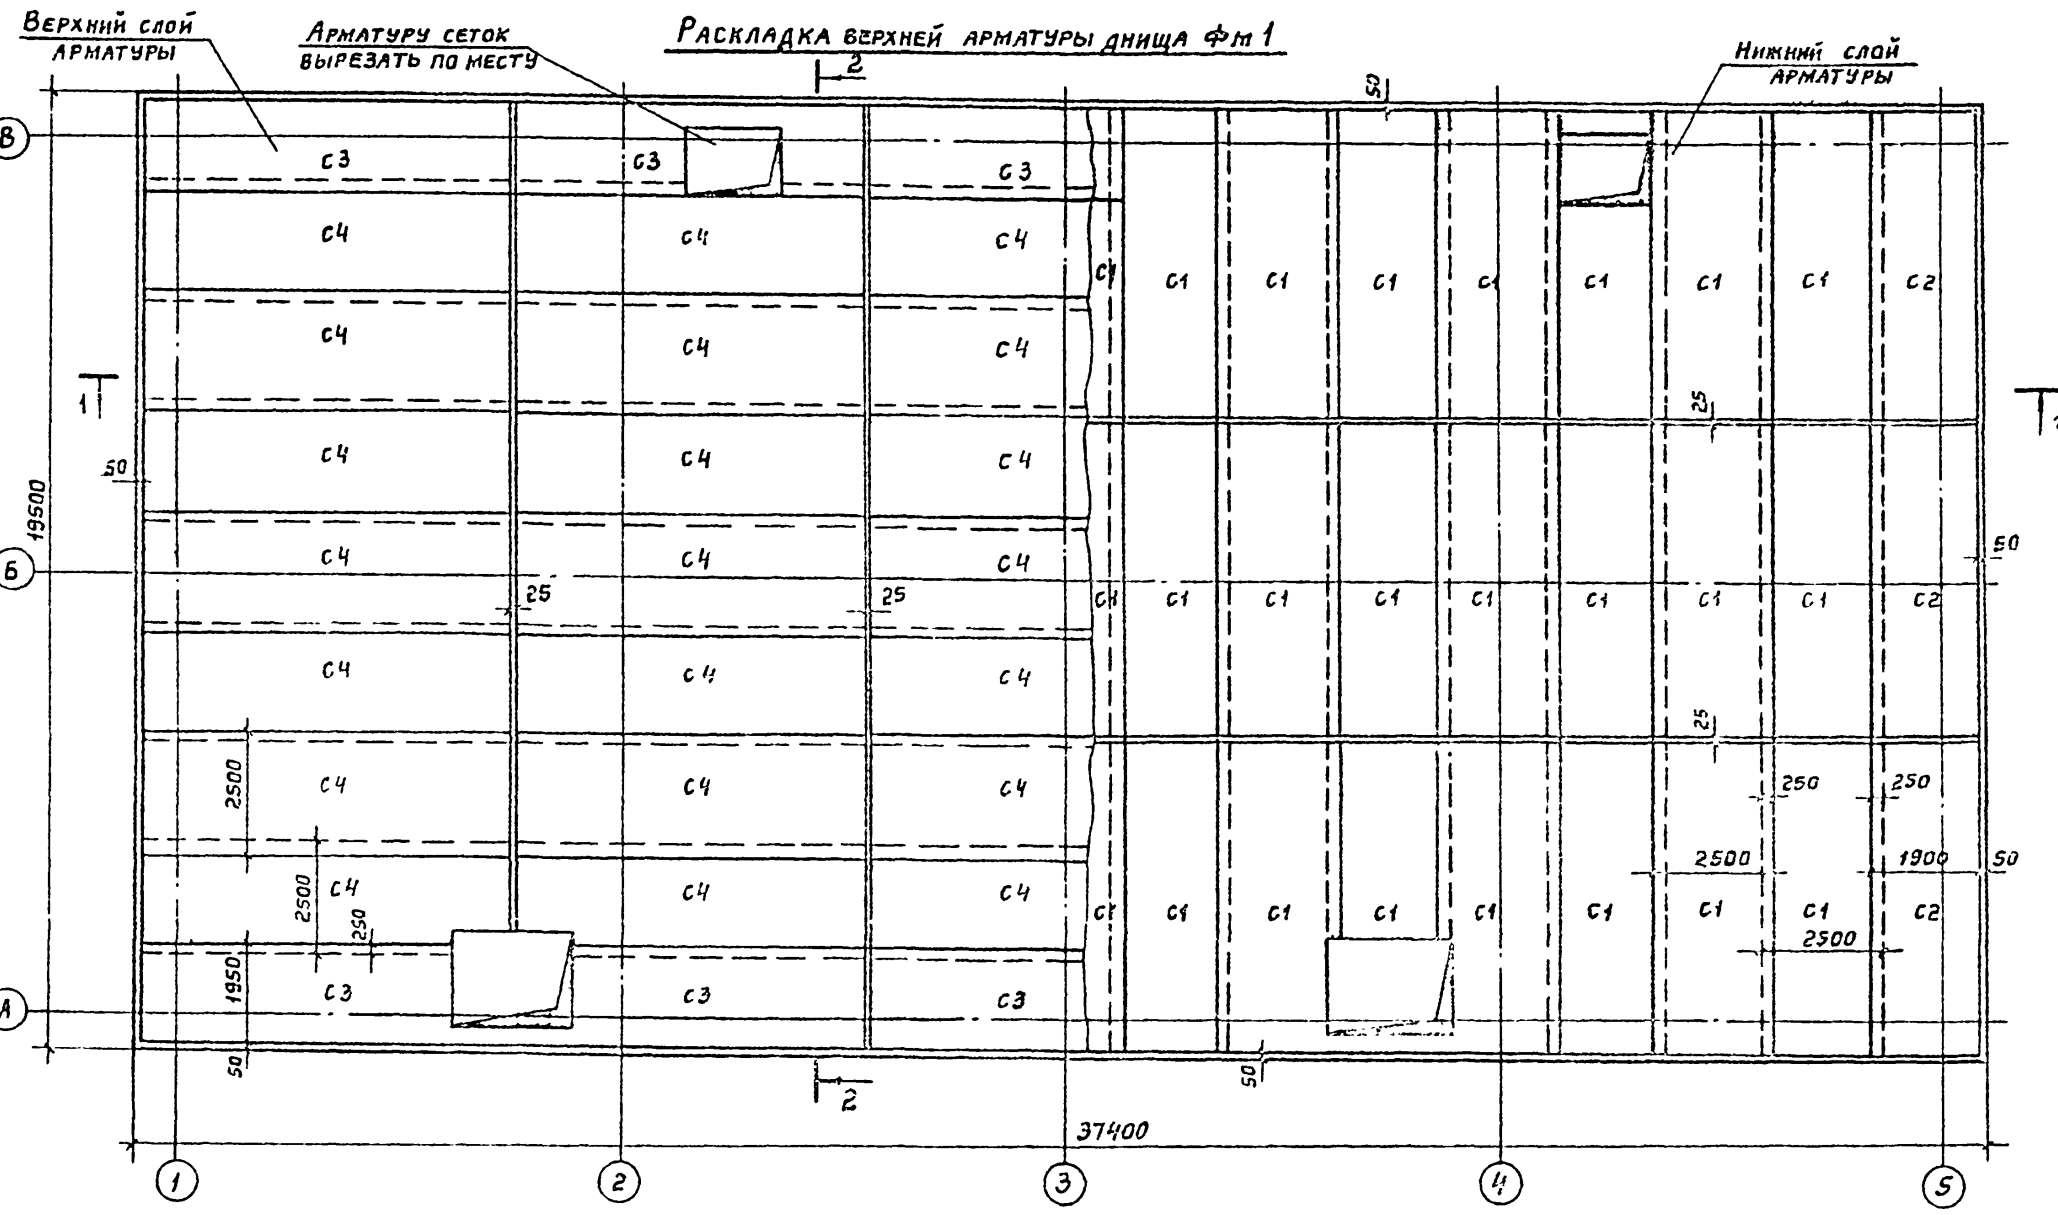 Верхний слой
арматуры
Арматуру сеток
вырезать по месту
Раскладка верхней арматуры днища Фм1
Нижний слой
арматуры
2
50
В
С3 С3 С3
С4 С4 С4
С1 С1 С1 С1 С1 С1 С1 С1 С2
С4 С4 С4
1
25
С4 С4 С4
50
19500
50
Б
С4 С4 С4
25 25
С1 С1 С1 С1 С1 С1 С1 С1 С2
С4 С4 С4
25
2500
С4 С4 С4
250 250
2500 1900 50
2500
С4 С4 С4
250
С1 С1 С1 С1 С1 С1 С1 С1 С2
2500
1950
С3 С3 С3
А
50
50
2
37400
1 2 3 4 5